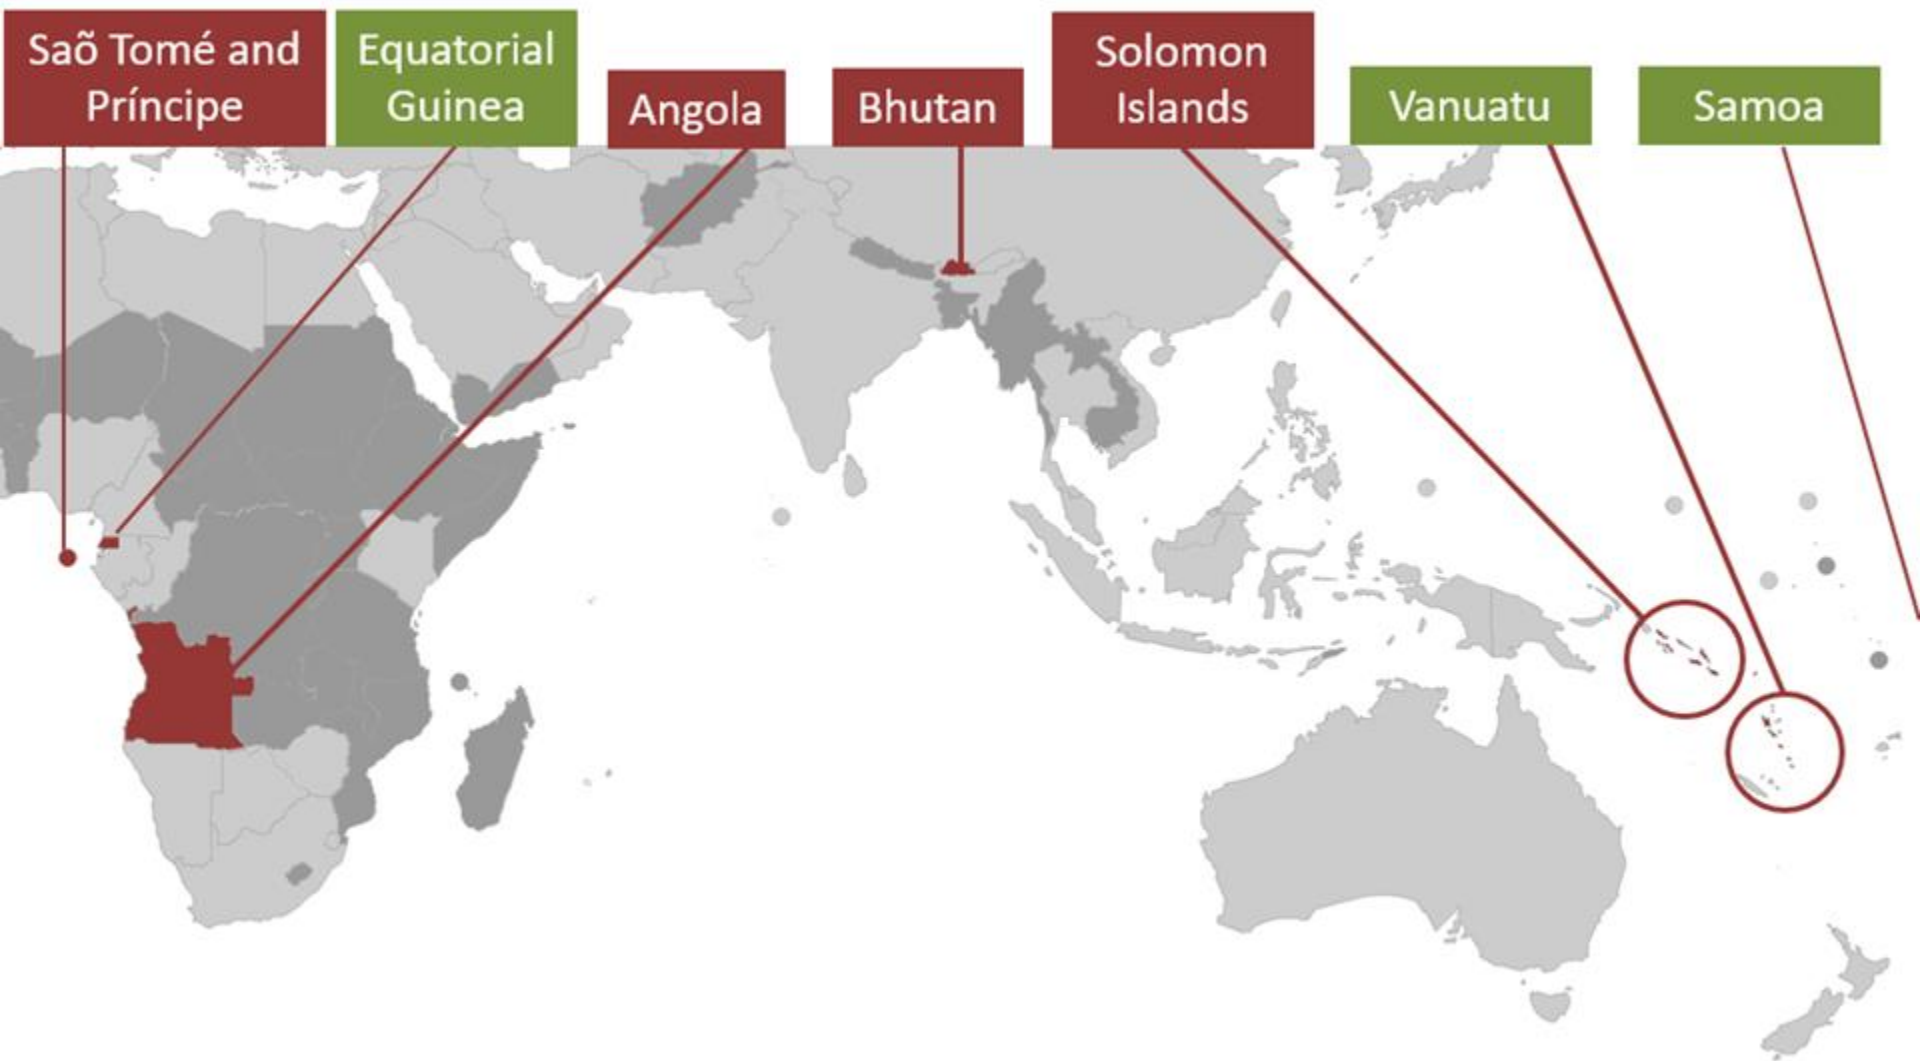 Saõ Tomé and
Príncipe
Equatorial
Guinea
Angola
Bhutan
Solomon
Islands
Vanuatu
Samoa